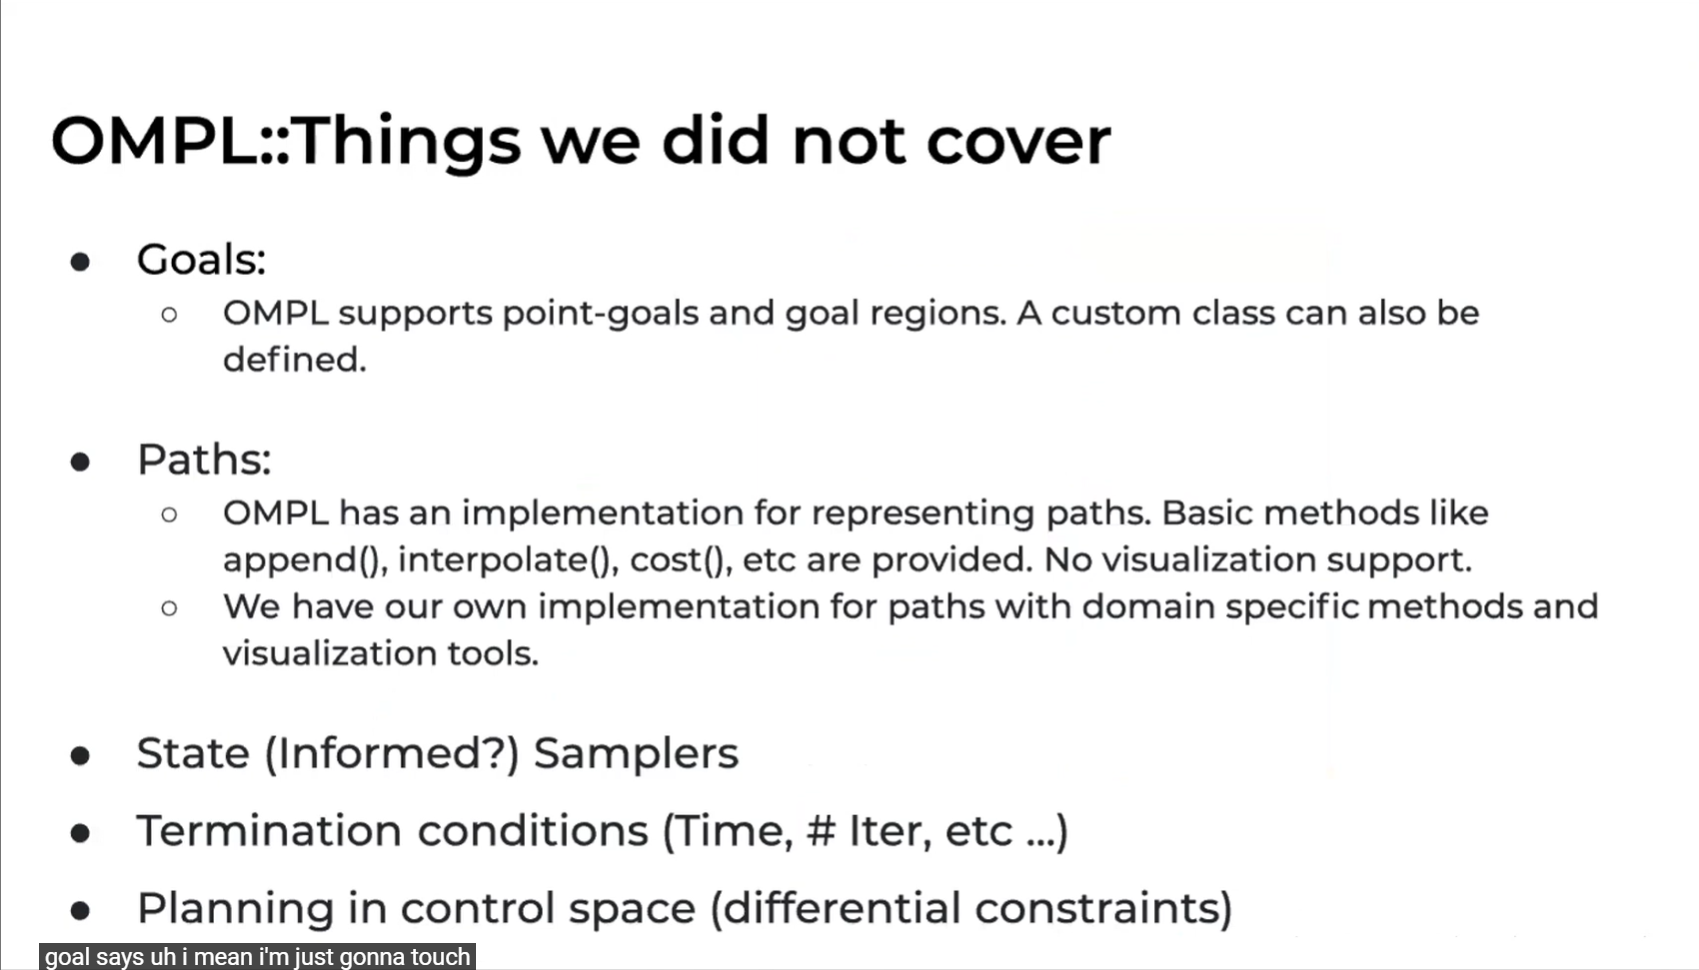 OMPL::Things we did not cover
● Goals:
○ OMPL supports point-goals and goal regions. A custom class can also be
defined.
● Paths:
○ OMPL has an implementation for representing paths. Basic methods like
append(), interpolate(), cost(), etc are provided. No visualization support.
○ We have our own implementation for paths with domain specific methods and
visualization tools.
● State (Informed?) Samplers
● Termination conditions (Time, # Iter, etc ...)
● Planning in control space (differential constraints)
goal says uh i mean i'm just gonna touch